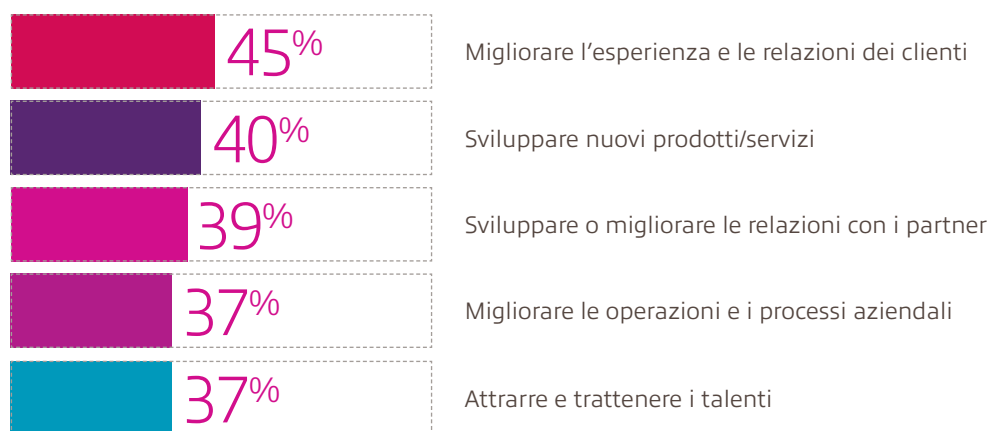 45% Migliorare l'esperienza e le relazioni dei clienti
40% Sviluppare nuovi prodotti/servizi
39% Sviluppare o migliorare le relazioni con i partner
37% Migliorare le operazioni e i processi aziendali
37% Attrarre e trattenere i talenti